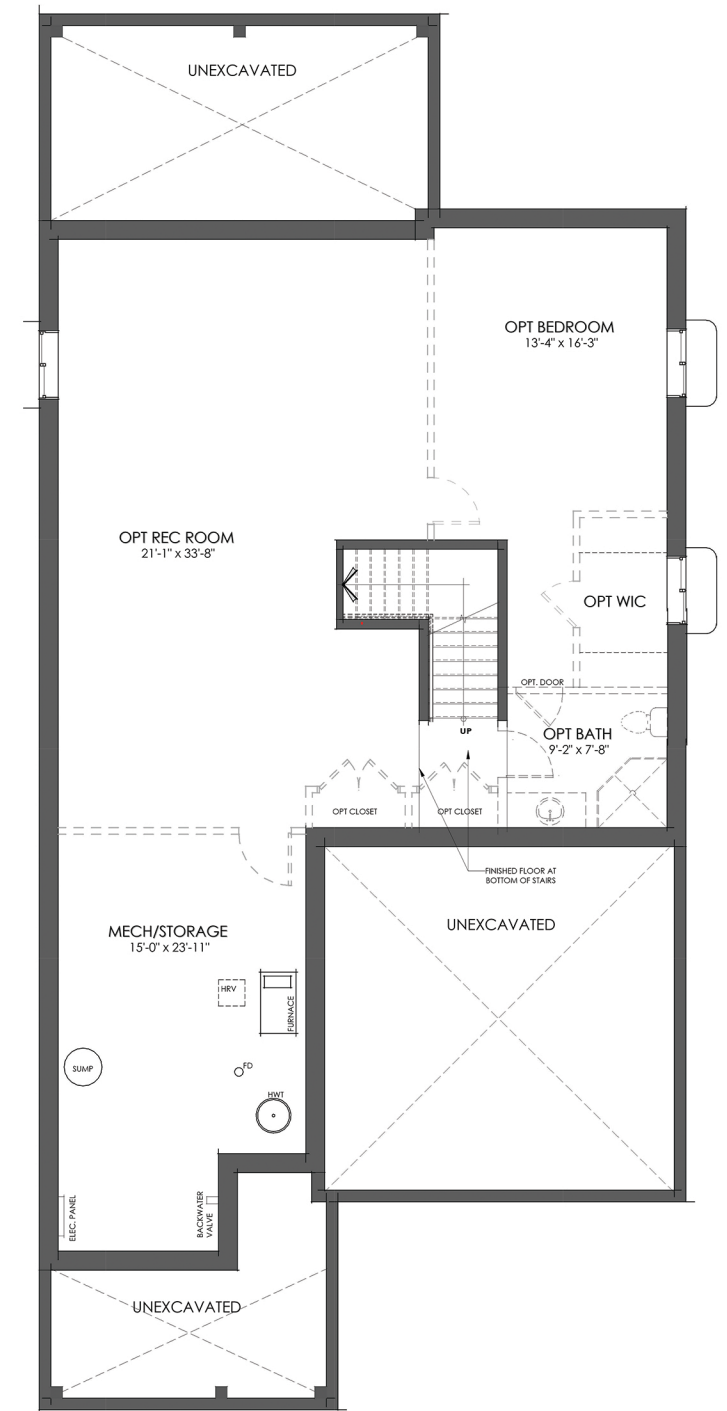 UNEXCAVATED
OPT BEDROOM
13'-4" x 16'-3"
OPT REC ROOM
21'-1" x 33'-8"
OPT WIC
OPT. DOOR
UP
OPT BATH
9'-2" x 7'-8"
OPT CLOSET
OPT CLOSET
FINISHED FLOOR AT
BOTTOM OF STAIRS
MECH/STORAGE
15'-0" x 23'-11"
UNEXCAVATED
HRV
FURNACE
SUMP
FD
HWT
ELEC. PANEL
BACKWATER
VALVE
UNEXCAVATED